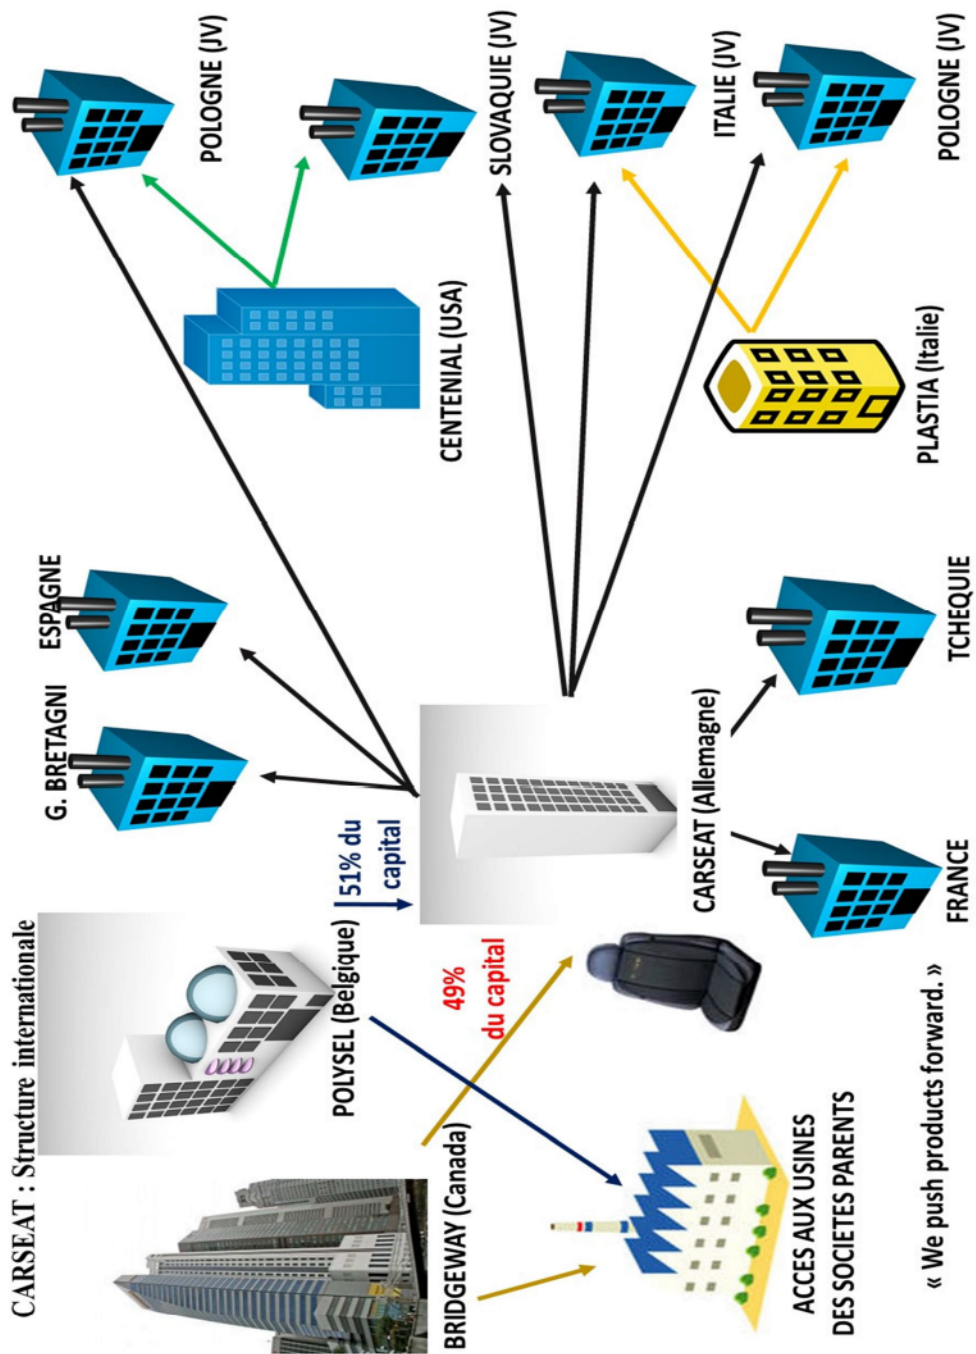 CARSEAT : Structure internationale
POLYSEL (Belgique)
BRIDGEWAY (Canada)
51% du
capital
49%
du capital
G. BRETAGNI
ESPAGNE
CARSEAT (Allemagne)
FRANCE
TCHEQUIE
CENTENIAL (USA)
PLASTIA (Italie)
POLOGNE (JV)
SLOVAQUIE (JV)
ITALIE (JV)
POLOGNE (JV)
ACCES AUX USINES
DES SOCIETES PARENTS
« We push products forward. »